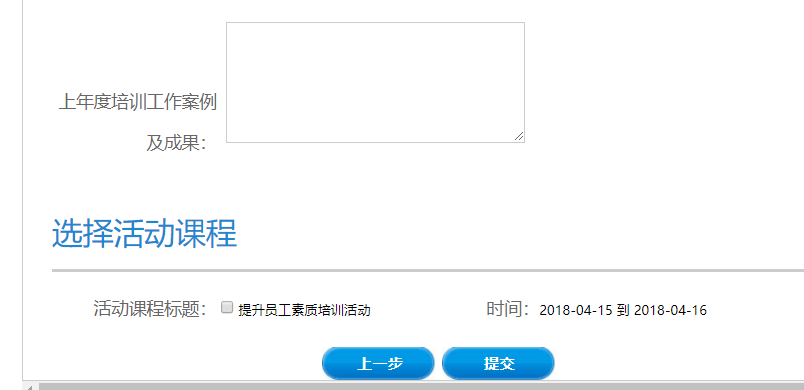 上年度培训工作案例
及成果：
选择活动课程
活动课程标题： 提升员工素质培训活动 时间： 2018-04-15 到 2018-04-16
上一步 提交